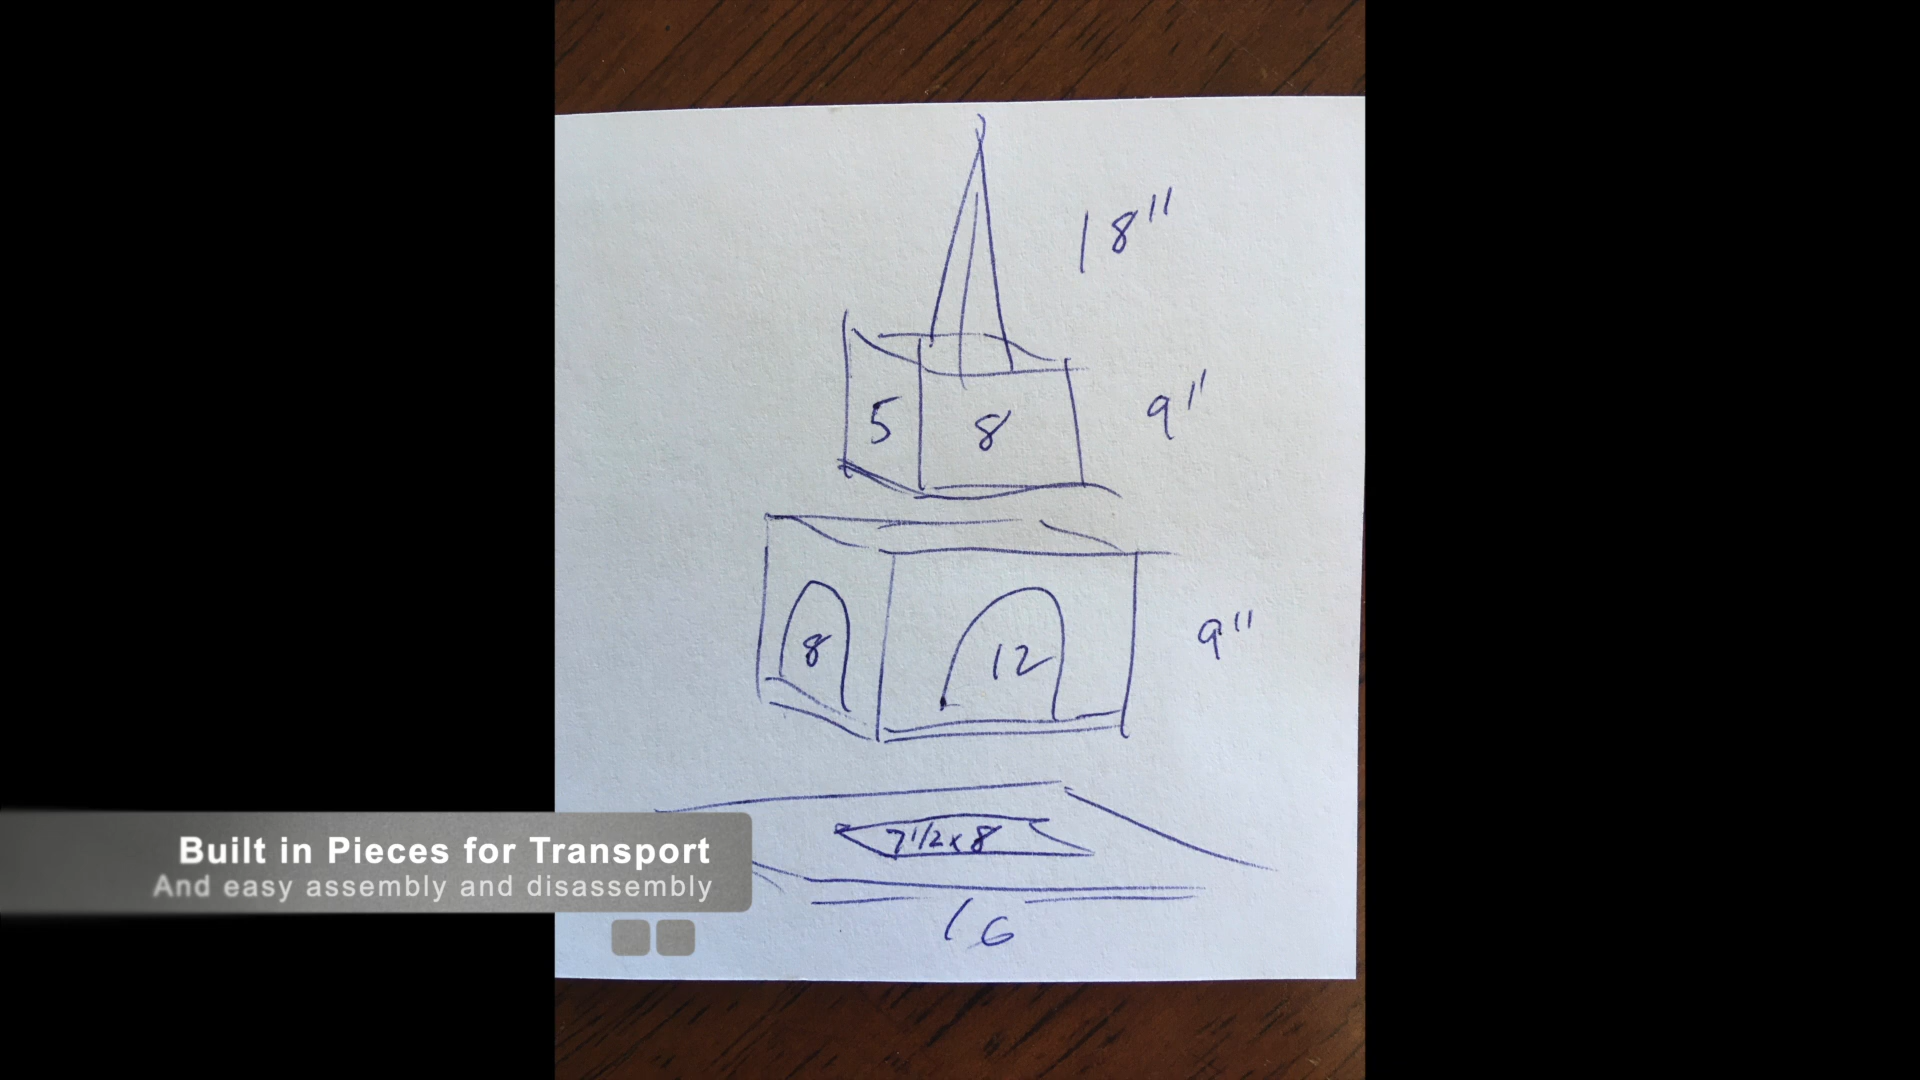 18"
5 8 9"
8 12 9"
7 1/2 x 8
16
Built in Pieces for Transport
And easy assembly and disassembly